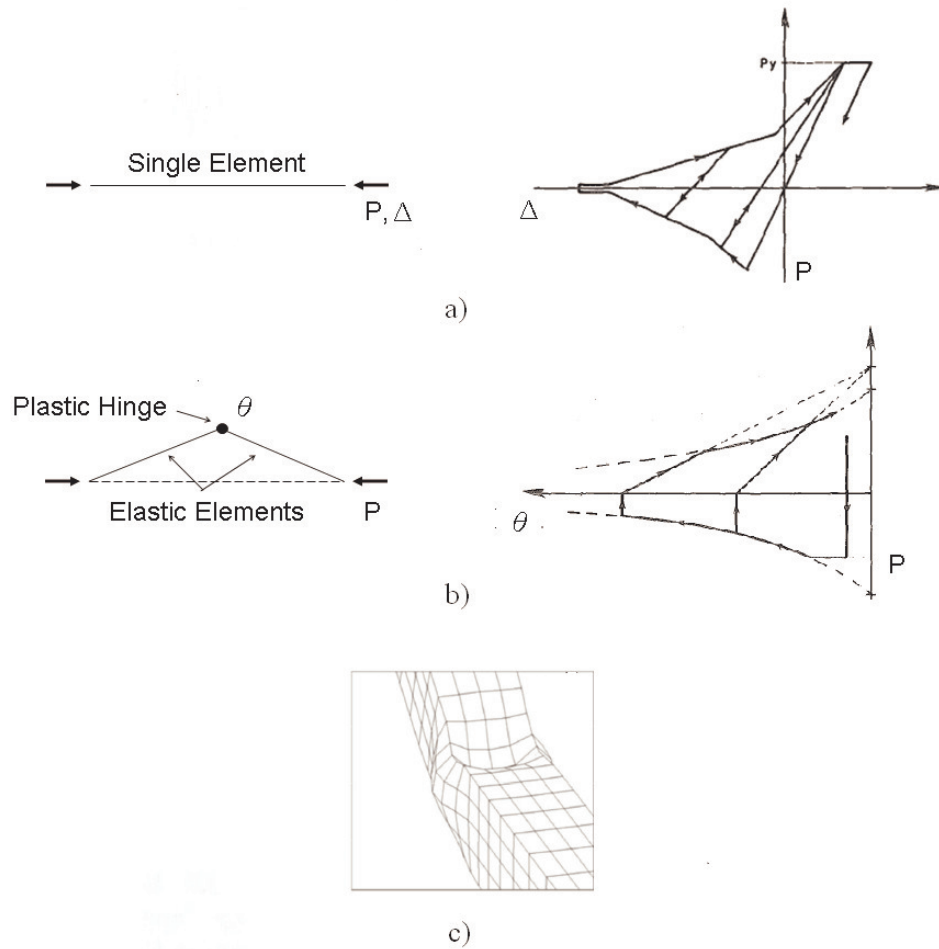 Py
Single Element
P, Δ
Δ
P
a)
Plastic Hinge
θ
Elastic Elements
P
θ
P
b)
c)